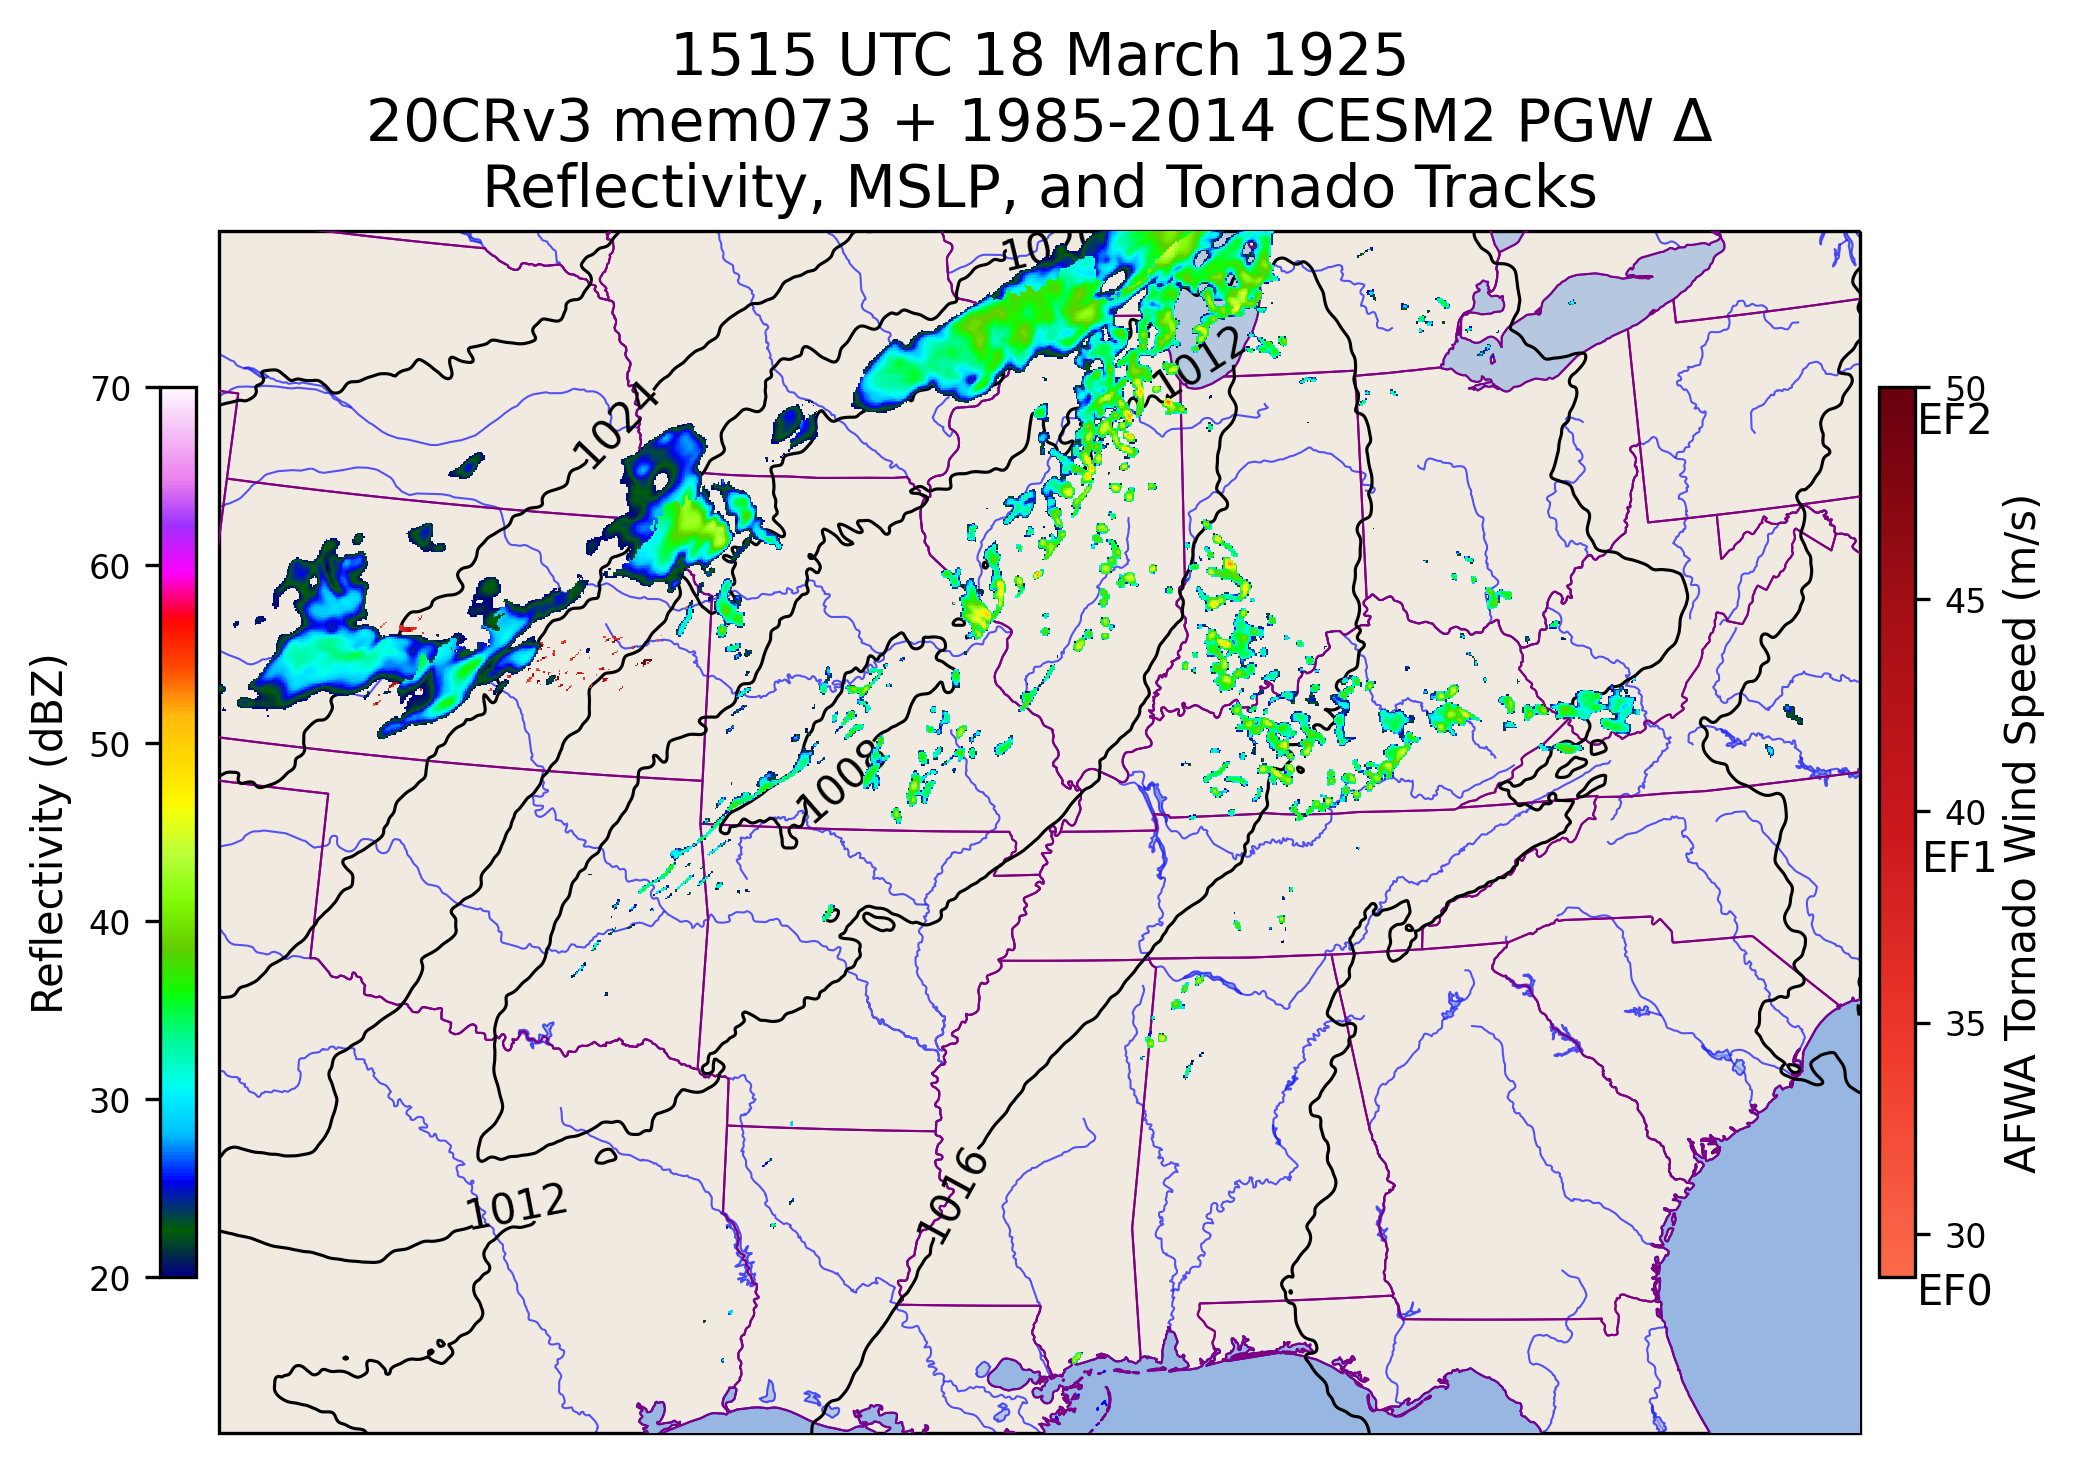 1515 UTC 18 March 1925
20CRv3 mem073 + 1985-2014 CESM2 PGW Δ
Reflectivity, MSLP, and Tornado Tracks
70
60
50
40
30
20
Reflectivity (dBZ)
1024
1012
1008
1016
1012
50
EF2
45
40
EF1
35
30
EF0
AFWA Tornado Wind Speed (m/s)